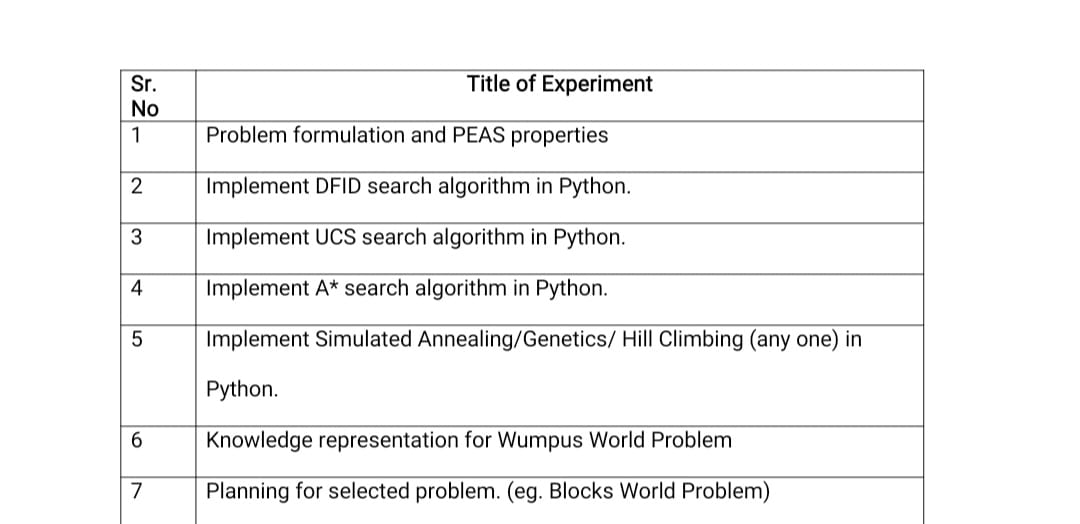 Sr.
No
Title of Experiment
1
Problem formulation and PEAS properties
2
Implement DFID search algorithm in Python.
3
Implement UCS search algorithm in Python.
4
Implement A* search algorithm in Python.
5
Implement Simulated Annealing/Genetics/ Hill Climbing (any one) in
Python.
6
Knowledge representation for Wumpus World Problem
7
Planning for selected problem. (eg. Blocks World Problem)